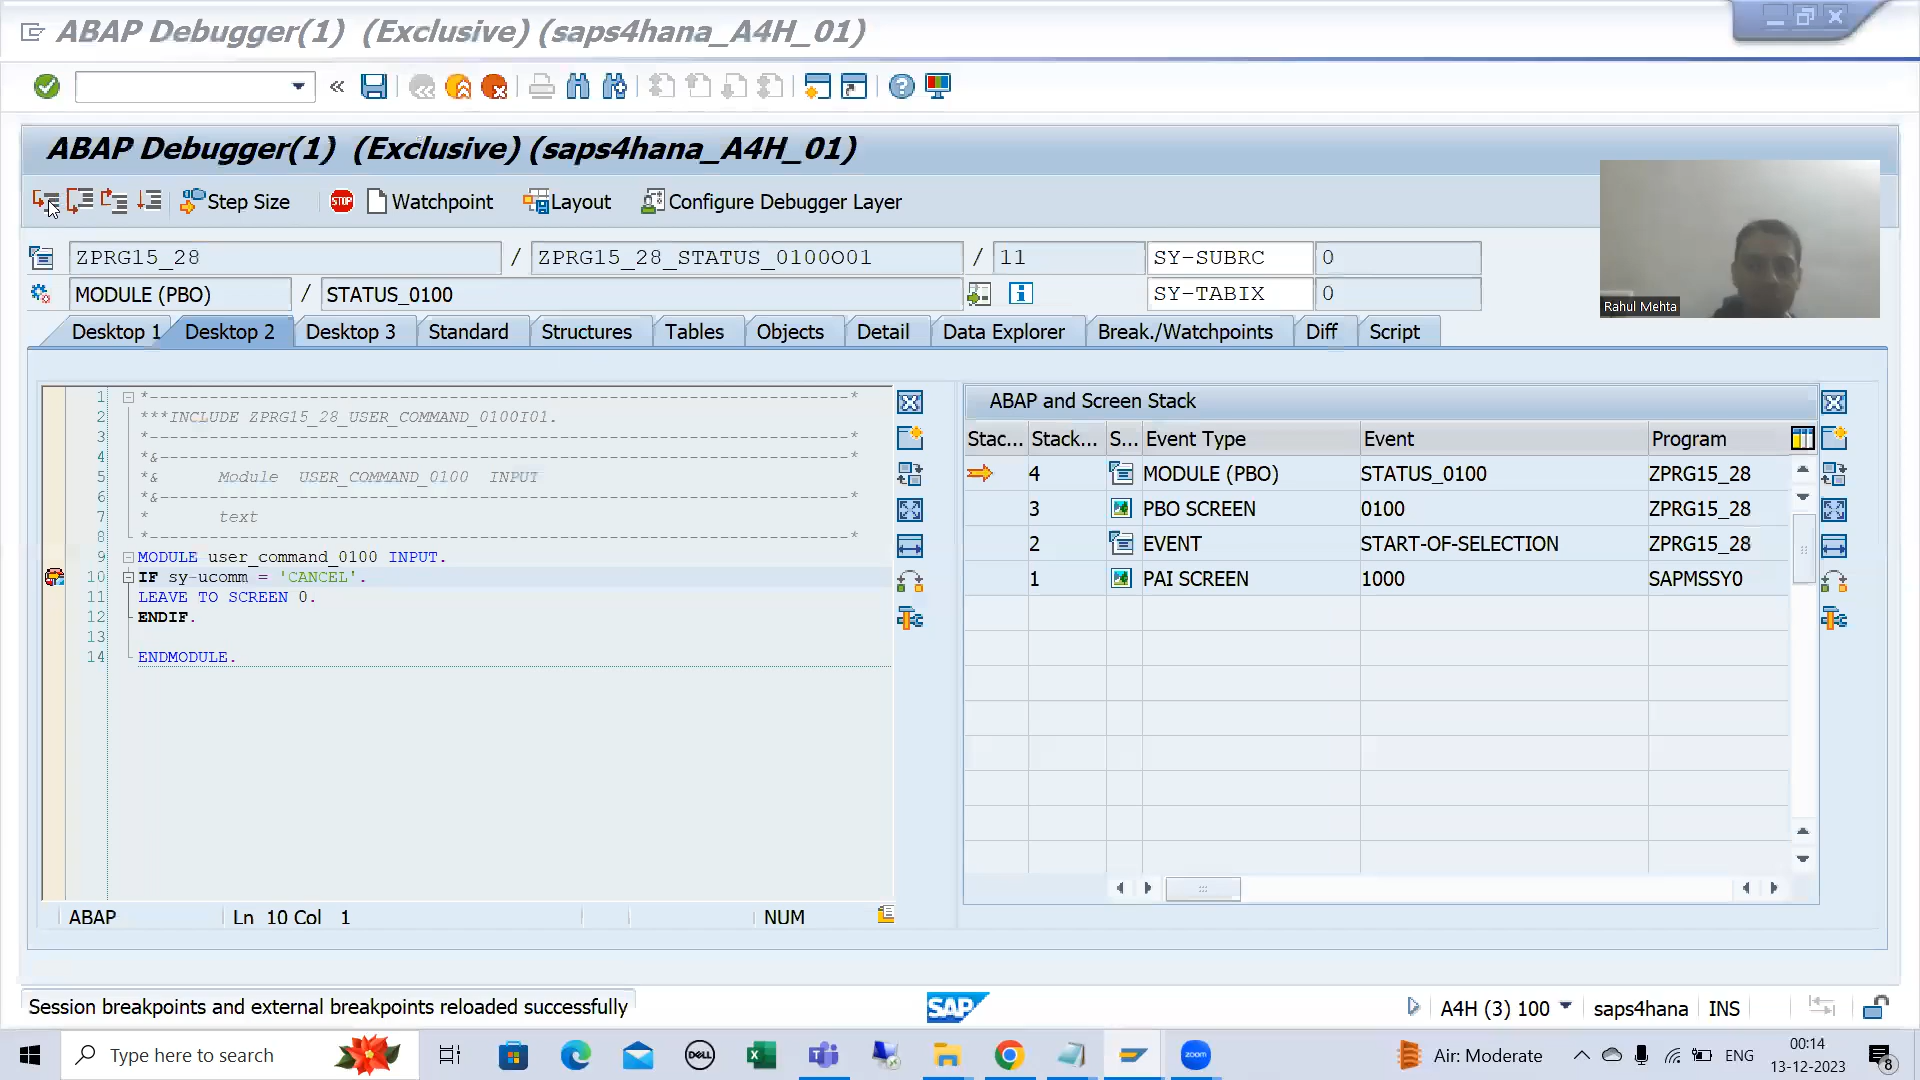 ABAP Debugger(1) (Exclusive) (saps4hana_A4H_01)
ABAP Debugger(1) (Exclusive) (saps4hana_A4H_01)
Step Size
STOP
Watchpoint
Layout
Configure Debugger Layer
ZPRG15_28 / ZPRG15_28_STATUS_0100O01 / 11 SY-SUBRC 0
MODULE (PBO) / STATUS_0100 SY-TABIX 0
Rahul Mehta
Desktop 1 Desktop 2 Desktop 3 Standard Structures Tables Objects Detail Data Explorer Break./Watchpoints Diff Script
1 *----------------------------------------------------------------------*
2 ***INCLUDE ZPRG15_28_USER_COMMAND_0100I01.
3 *----------------------------------------------------------------------*
4 *&---------------------------------------------------------------------*
5 *& Module USER_COMMAND_0100 INPUT
6 *&---------------------------------------------------------------------*
7 * text
8 *----------------------------------------------------------------------*
9 MODULE user_command_0100 INPUT.
10 IF sy-ucomm = 'CANCEL'.
11 LEAVE TO SCREEN 0.
12 ENDIF.
13
14 ENDMODULE.
ABAP Ln 10 Col 1 NUM
ABAP and Screen Stack
Stac... Stack... S... Event Type Event Program
4 MODULE (PBO) STATUS_0100 ZPRG15_28
3 PBO SCREEN 0100 ZPRG15_28
2 EVENT START-OF-SELECTION ZPRG15_28
1 PAI SCREEN 1000 SAPMSSY0
Session breakpoints and external breakpoints reloaded successfully
SAP
A4H (3) 100 saps4hana INS
Type here to search
DELL
zoom
Air: Moderate
ENG
00:14
13-12-2023
8